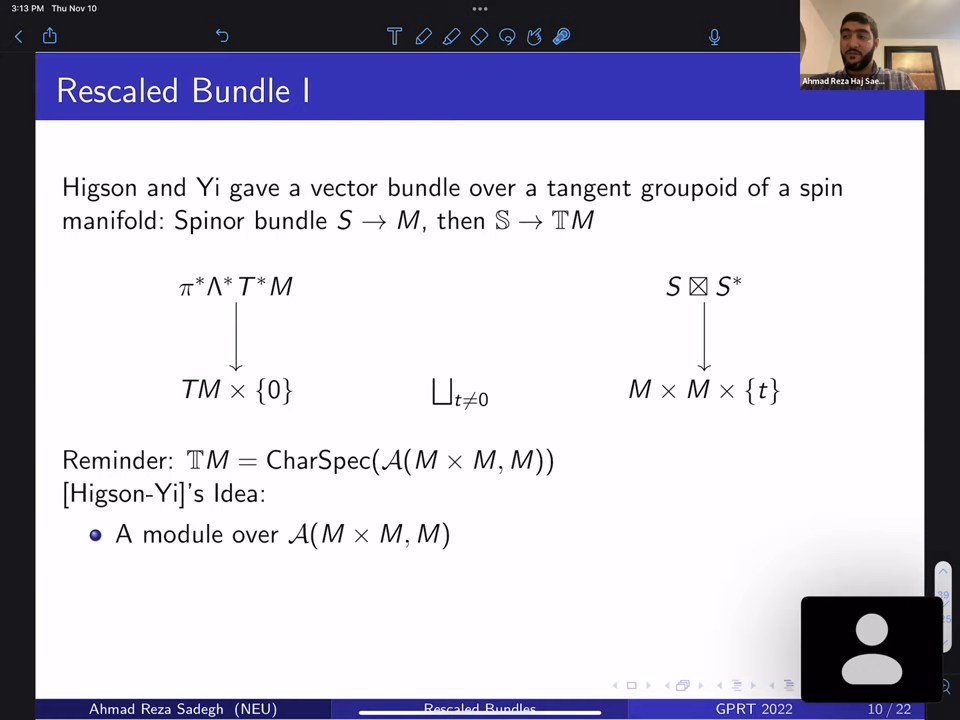 3:13 PM Thu Nov 10
Ahmad Reza Haj Sae...
Rescaled Bundle I
Higson and Yi gave a vector bundle over a tangent groupoid of a spin
manifold: Spinor bundle S → M, then 𝕊 → 𝕋M
π*Λ*T*M
S ⊠ S*
TM × {0}
⨆t≠0
M × M × {t}
Reminder: 𝕋M = CharSpec(𝒜(M × M, M))
[Higson-Yi]'s Idea:
A module over 𝒜(M × M, M)
39
Ahmad Reza Sadegh (NEU)
Rescaled Bundles
GPRT 2022
10 / 22